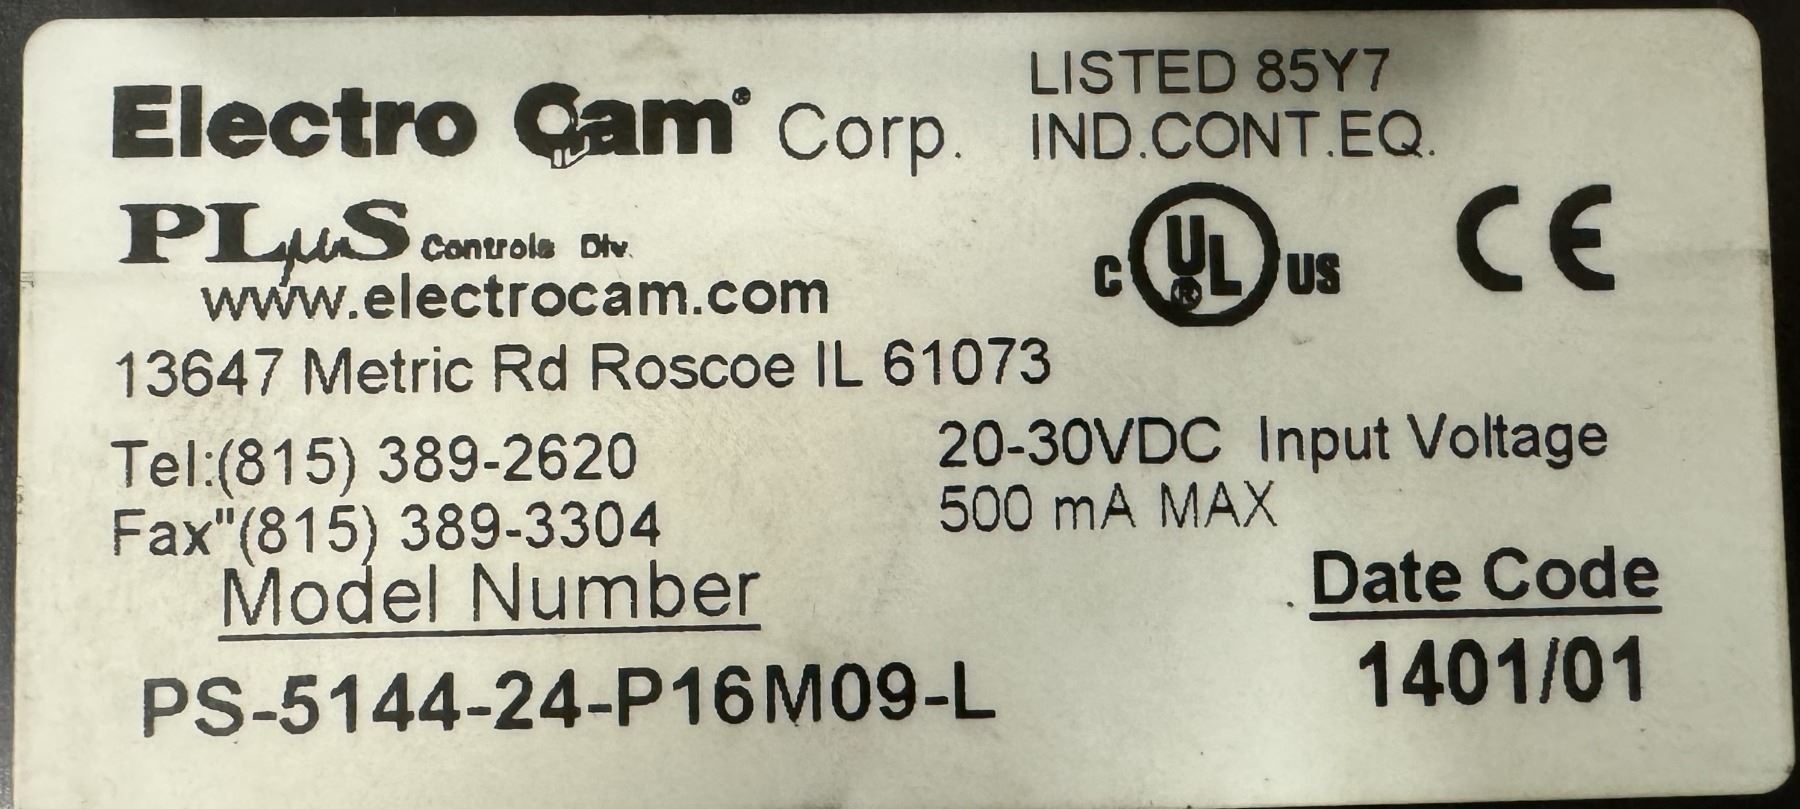 Electro Cam® Corp.
LISTED 85Y7
IND.CONT.EQ.
PLuS Controls Div.
www.electrocam.com
C UL® US CE
13647 Metric Rd Roscoe IL 61073
Tel:(815) 389-2620
Fax"(815) 389-3304
20-30VDC Input Voltage
500 mA MAX
Model Number
PS-5144-24-P16M09-L
Date Code
1401/01